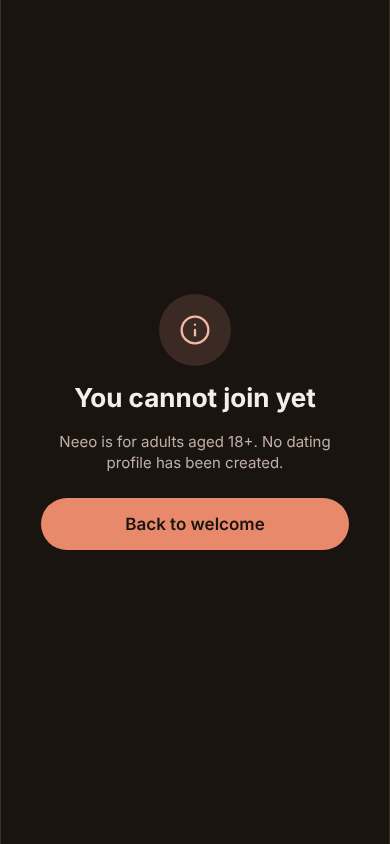 You cannot join yet
Neeo is for adults aged 18+. No dating
profile has been created.
Back to welcome